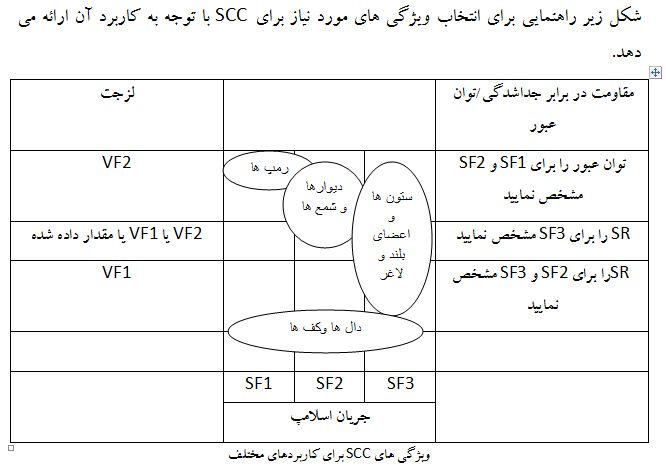 شکل زیر راهنمایی برای انتخاب ویژگی های مورد نیاز برای SCC با توجه به کاربرد آن ارائه می
دهد.
مقاومت در برابر جداشدگی/توان
عبور
لزجت
توان عبور را برای SF1 و SF2
مشخص نمایید
رمپ ها
دیوارها
و شمع ها
ستون ها
و
اعضای
بلند و
لاغر
VF2
SR را برای SF3 مشخص نمایید
VF2 یا VF1 یا مقدار داده شده
SRرا برای SF2 و SF3 مشخص
نمایید
VF1
دال ها وکف ها
SF1 SF2 SF3
جریان اسلامپ
ویژگی های SCC برای کاربردهای مختلف